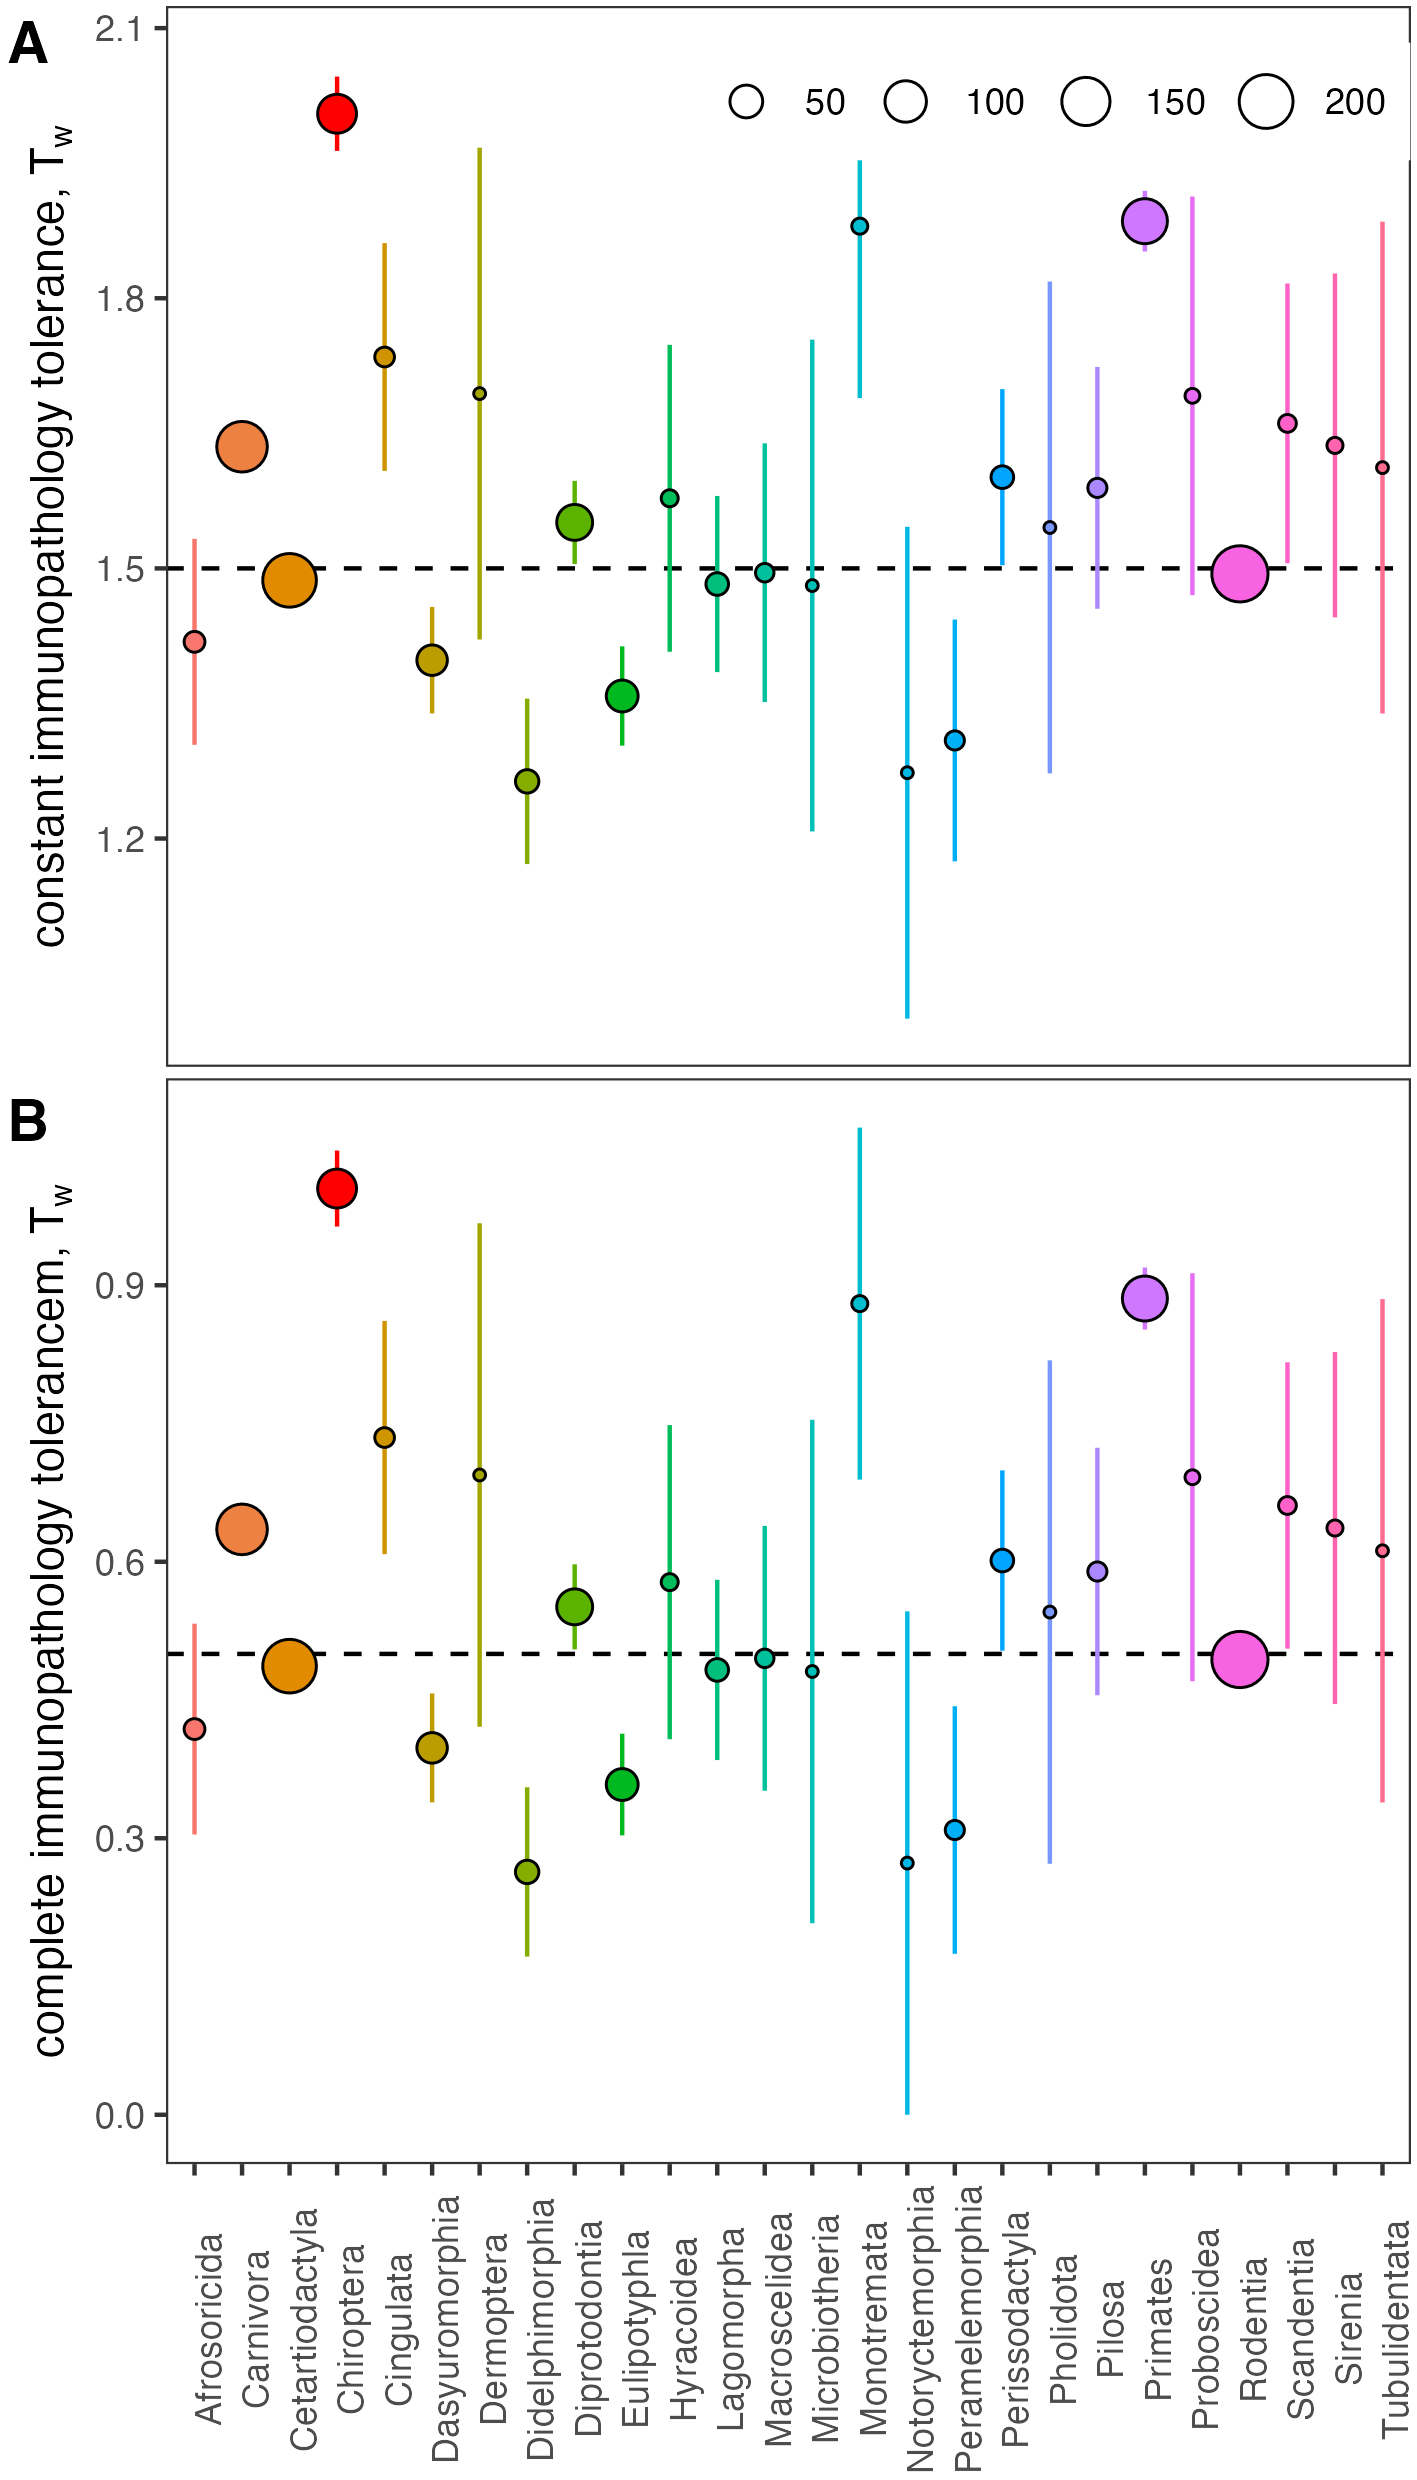 A
constant immunopathology tolerance, Tw
2.1
1.8
1.5
1.2
50 100 150 200
B
complete immunopathology tolerancem, Tw
0.9
0.6
0.3
0.0
Afrosoricida
Carnivora
Cetartiodactyla
Chiroptera
Cingulata
Dasyuromorphia
Dermoptera
Didelphimorphia
Diprotodontia
Eulipotyphla
Hyracoidea
Lagomorpha
Macroscelidea
Microbiotheria
Monotremata
Notoryctemorphia
Peramelemorphia
Perissodactyla
Pholidota
Pilosa
Primates
Proboscidea
Rodentia
Scandentia
Sirenia
Tubulidentata